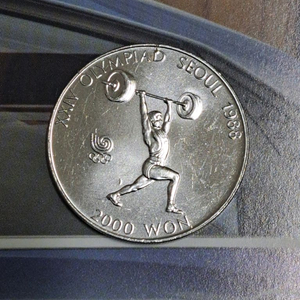 XXIV OLYMPIAD SEOUL 1988
2000 WON